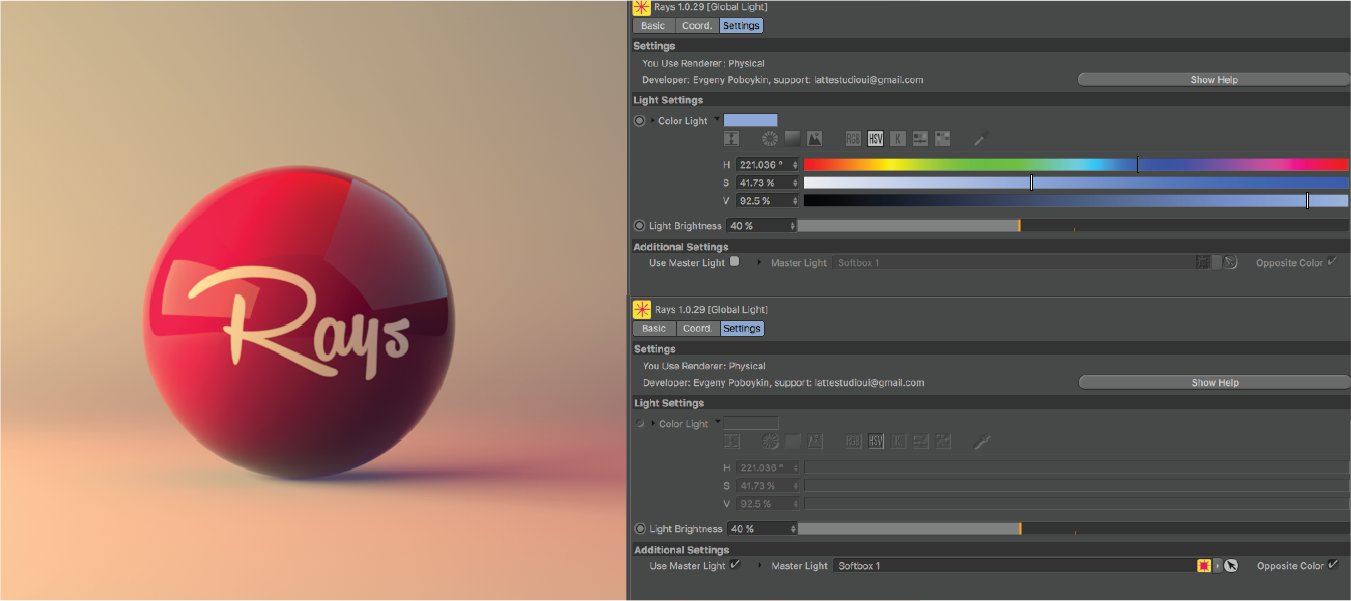 Rays
Rays 1.0.29 [Global Light]
Basic Coord. Settings
Settings
You Use Renderer: Physical
Developer: Evgeny Poboykin, support: lattestudioui@gmail.com Show Help
Light Settings
Color Light
RGB HSV K
H 221.036 °
S 41.73 %
V 92.5 %
Light Brightness 40 %
Additional Settings
Use Master Light Master Light Softbox 1 Opposite Color
Rays 1.0.29 [Global Light]
Basic Coord. Settings
Settings
You Use Renderer: Physical
Developer: Evgeny Poboykin, support: lattestudioui@gmail.com Show Help
Light Settings
Color Light
RGB HSV K
H 221.036 °
S 41.73 %
V 92.5 %
Light Brightness 40 %
Additional Settings
Use Master Light Master Light Softbox 1 Opposite Color